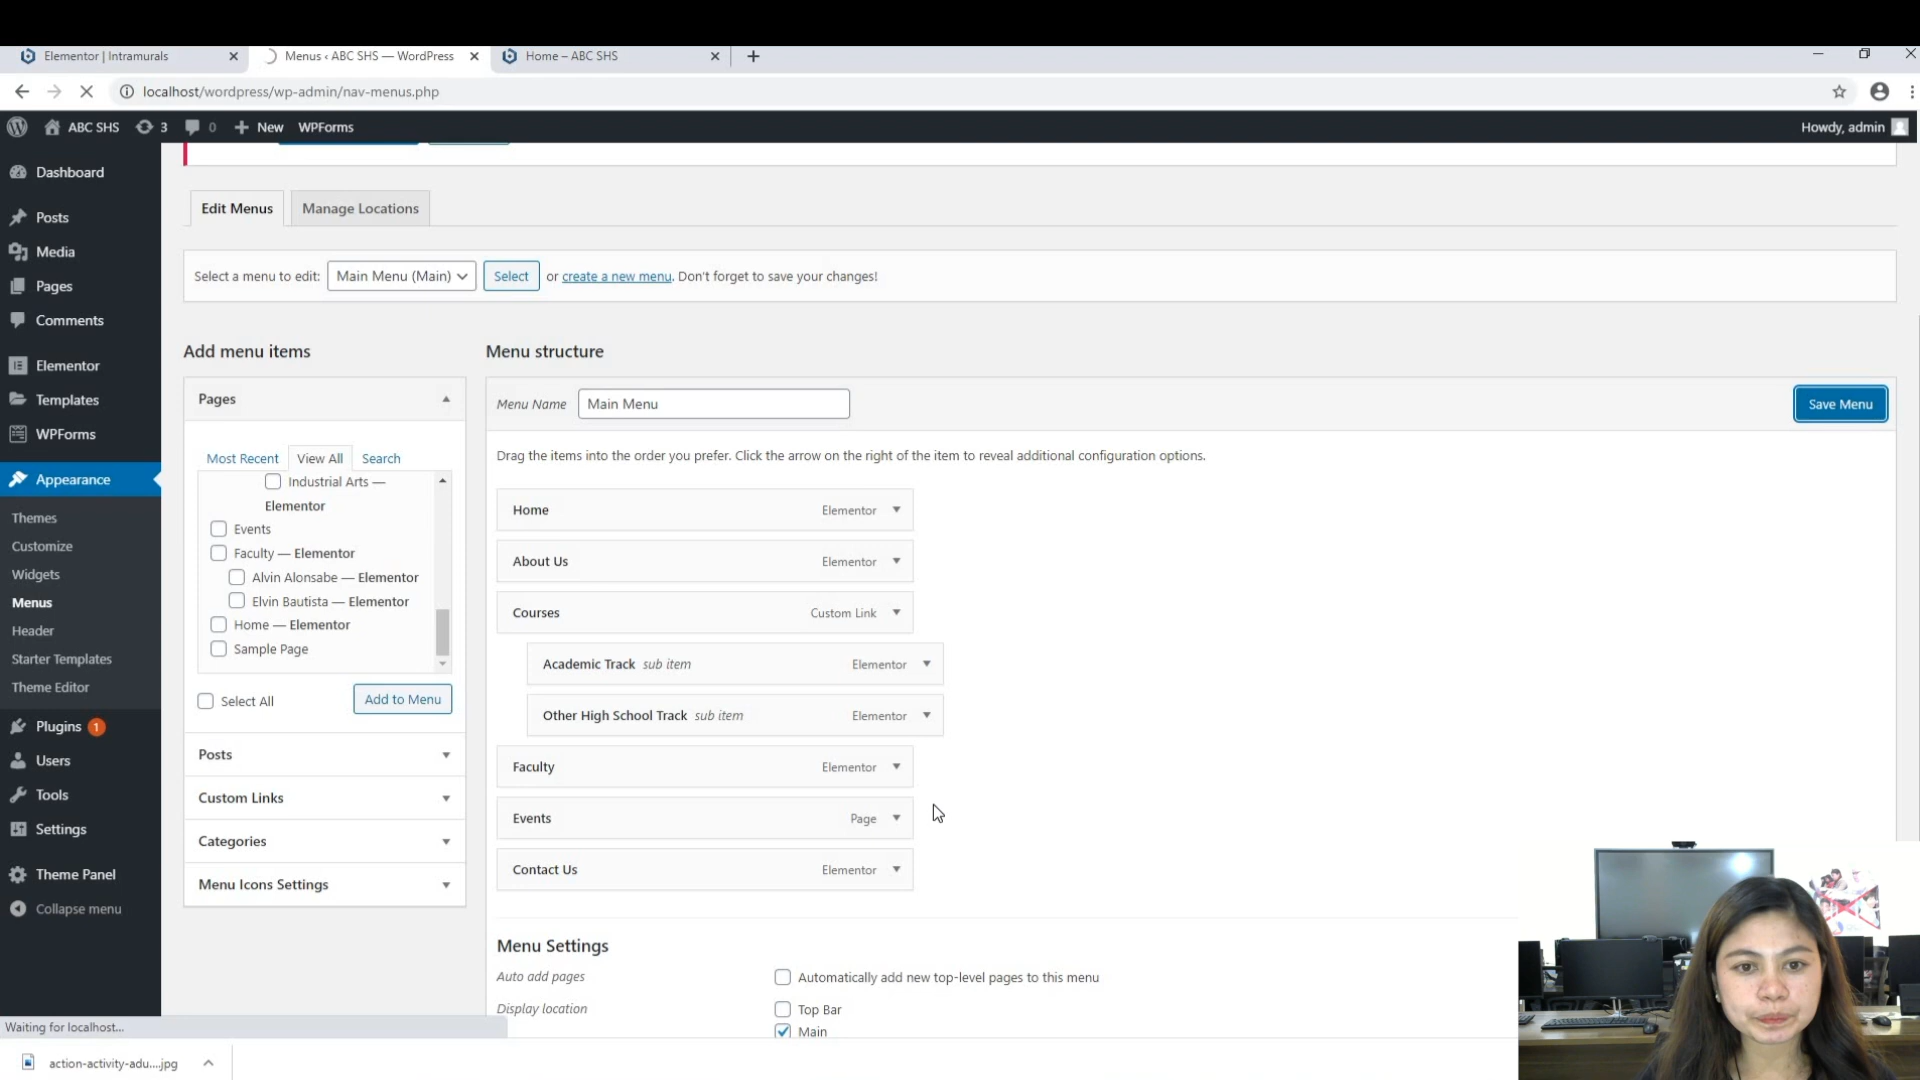 Elementor | Intramurals
Menus ‹ ABC SHS — WordPress
Home – ABC SHS
localhost/wordpress/wp-admin/nav-menus.php
ABC SHS 3 0 New WPForms Howdy, admin
Dashboard
Posts
Media
Pages
Comments
Elementor
Templates
WPForms
Appearance
Themes
Customize
Widgets
Menus
Header
Starter Templates
Theme Editor
Plugins 1
Users
Tools
Settings
Theme Panel
Collapse menu
Edit Menus
Manage Locations
Select a menu to edit: Main Menu (Main) Select or create a new menu. Don't forget to save your changes!
Add menu items
Pages
Most Recent View All Search
Industrial Arts —
Elementor
Events
Faculty — Elementor
Alvin Alonsabe — Elementor
Elvin Bautista — Elementor
Home — Elementor
Sample Page
Select All
Add to Menu
Posts
Custom Links
Categories
Menu Icons Settings
Menu structure
Menu Name Main Menu
Save Menu
Drag the items into the order you prefer. Click the arrow on the right of the item to reveal additional configuration options.
Home Elementor
About Us Elementor
Courses Custom Link
Academic Track sub item Elementor
Other High School Track sub item Elementor
Faculty Elementor
Events Page
Contact Us Elementor
Menu Settings
Auto add pages Automatically add new top-level pages to this menu
Display location Top Bar
Main
Waiting for localhost...
action-activity-adu....jpg